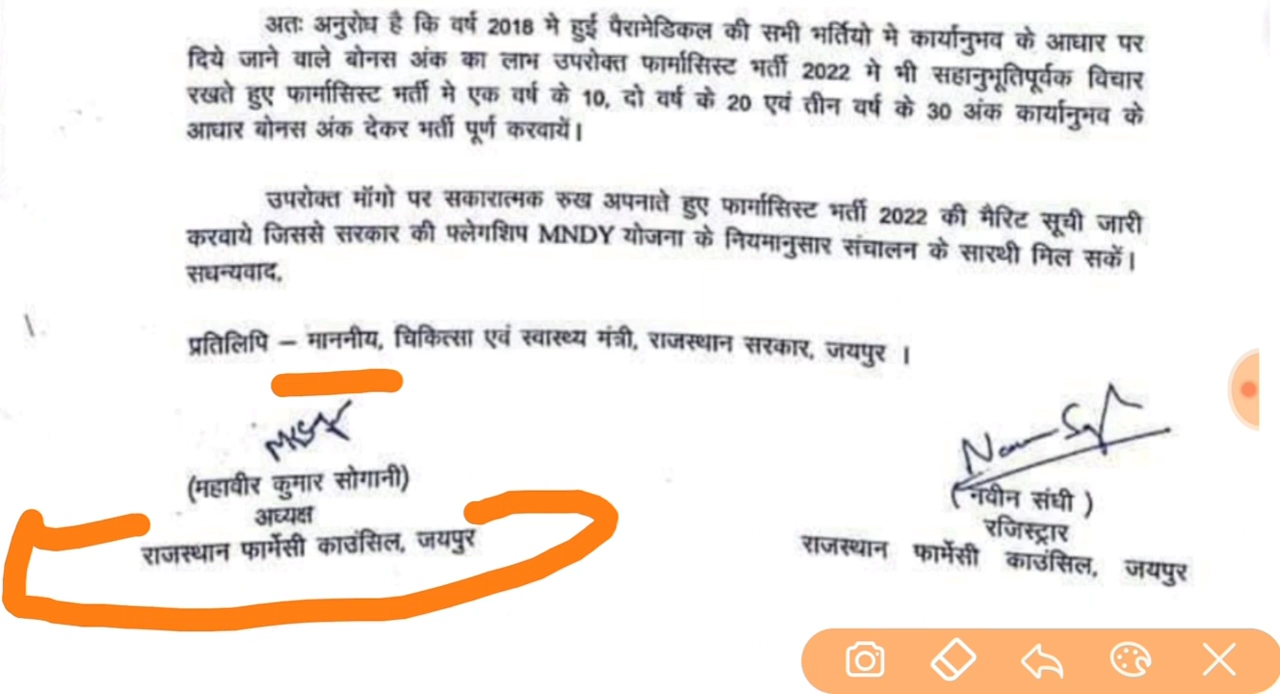 अतः अनुरोध है कि वर्ष 2018 मे हुई पैरामेडिकल की सभी भर्तियो मे कार्यानुभव के आधार पर
दिये जाने वाले बोनस अंक का लाभ उपरोक्त फार्मासिस्ट भर्ती 2022 मे भी सहानुभूतिपूर्वक विचार
रखते हुए फार्मासिस्ट भर्ती मे एक वर्ष के 10, दो वर्ष के 20 एवं तीन वर्ष के 30 अंक कार्यानुभव के
आधार बोनस अंक देकर भर्ती पूर्ण करवायें।
उपरोक्त मॉगो पर सकारात्मक रुख अपनाते हुए फार्मासिस्ट भर्ती 2022 की मैरिट सूची जारी
करवाये जिससे सरकार की फ्लेगशिप MNDY योजना के नियमानुसार संचालन के सारथी मिल सकें।
सधन्यवाद,
प्रतिलिपि – माननीय, चिकित्सा एवं स्वास्थ्य मंत्री, राजस्थान सरकार, जयपुर ।
(महावीर कुमार सोगानी)
अध्यक्ष
राजस्थान फार्मेसी काउंसिल, जयपुर
( नवीन संघी )
रजिस्ट्रार
राजस्थान फार्मेसी काउंसिल, जयपुर